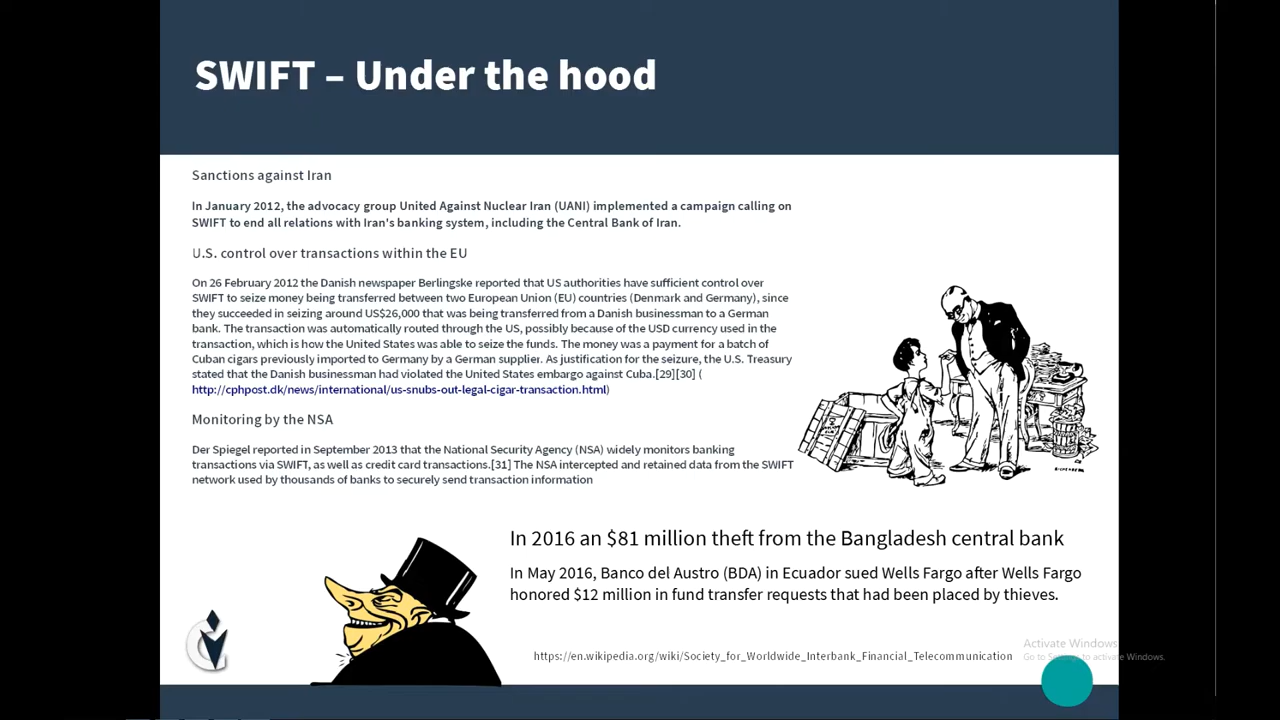 SWIFT – Under the hood
Sanctions against Iran
In January 2012, the advocacy group United Against Nuclear Iran (UANI) implemented a campaign calling on
SWIFT to end all relations with Iran's banking system, including the Central Bank of Iran.
U.S. control over transactions within the EU
On 26 February 2012 the Danish newspaper Berlingske reported that US authorities have sufficient control over
SWIFT to seize money being transferred between two European Union (EU) countries (Denmark and Germany), since
they succeeded in seizing around US$26,000 that was being transferred from a Danish businessman to a German
bank. The transaction was automatically routed through the US, possibly because of the USD currency used in the
transaction, which is how the United States was able to seize the funds. The money was a payment for a batch of
Cuban cigars previously imported to Germany by a German supplier. As justification for the seizure, the U.S. Treasury
stated that the Danish businessman had violated the United States embargo against Cuba.[29][30] (
http://cphpost.dk/news/international/us-snubs-out-legal-cigar-transaction.html)
Monitoring by the NSA
Der Spiegel reported in September 2013 that the National Security Agency (NSA) widely monitors banking
transactions via SWIFT, as well as credit card transactions.[31] The NSA intercepted and retained data from the SWIFT
network used by thousands of banks to securely send transaction information
In 2016 an $81 million theft from the Bangladesh central bank
In May 2016, Banco del Austro (BDA) in Ecuador sued Wells Fargo after Wells Fargo
honored $12 million in fund transfer requests that had been placed by thieves.
https://en.wikipedia.org/wiki/Society_for_Worldwide_Interbank_Financial_Telecommunication
Activate Windows
Go to Settings to activate Windows.